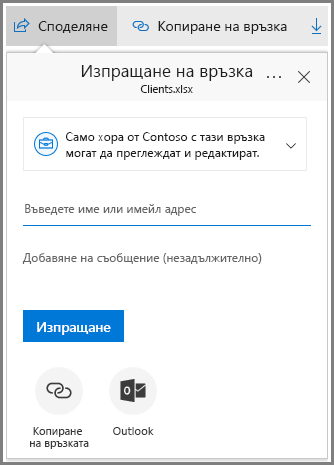 Споделяне Копиране на връзка
Изпращане на връзка
Clients.xlsx
Само хора от Contoso с тази връзка
могат да преглеждат и редактират.
Въведете име или имейл адрес
Добавяне на съобщение (незадължително)
Изпращане
Копиране
на връзката
Outlook